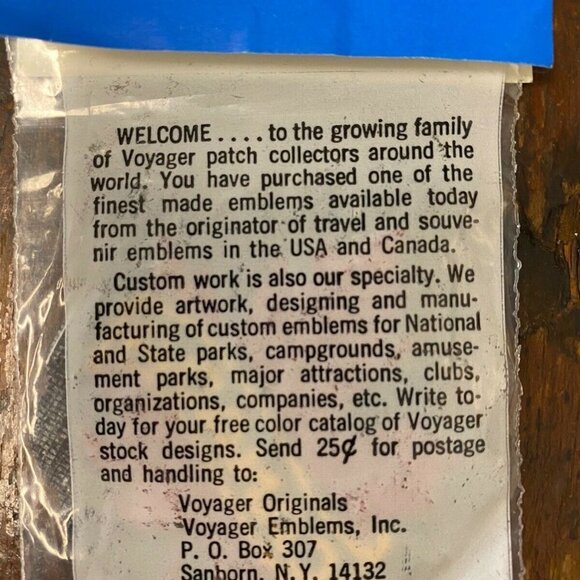 WELCOME .... to the growing family
of Voyager patch collectors around the
world. You have purchased one of the
finest made emblems available today
from the originator of travel and souve-
nir emblems in the USA and Canada.
Custom work is also our specialty. We
provide artwork, designing and manu-
facturing of custom emblems for National
and State parks, campgrounds, amuse-
ment parks, major attractions, clubs,
organizations, companies, etc. Write to-
day for your free color catalog of Voyager
stock designs. Send 25¢ for postage
and handling to:
Voyager Originals
Voyager Emblems, Inc.
P. O. Box 307
Sanborn, N.Y. 14132